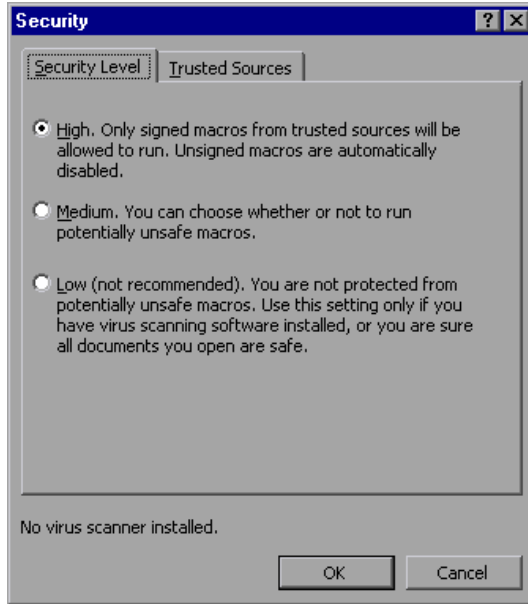 Security
Security Level
Trusted Sources
High. Only signed macros from trusted sources will be
allowed to run. Unsigned macros are automatically
disabled.
Medium. You can choose whether or not to run
potentially unsafe macros.
Low (not recommended). You are not protected from
potentially unsafe macros. Use this setting only if you
have virus scanning software installed, or you are sure
all documents you open are safe.
No virus scanner installed.
OK
Cancel